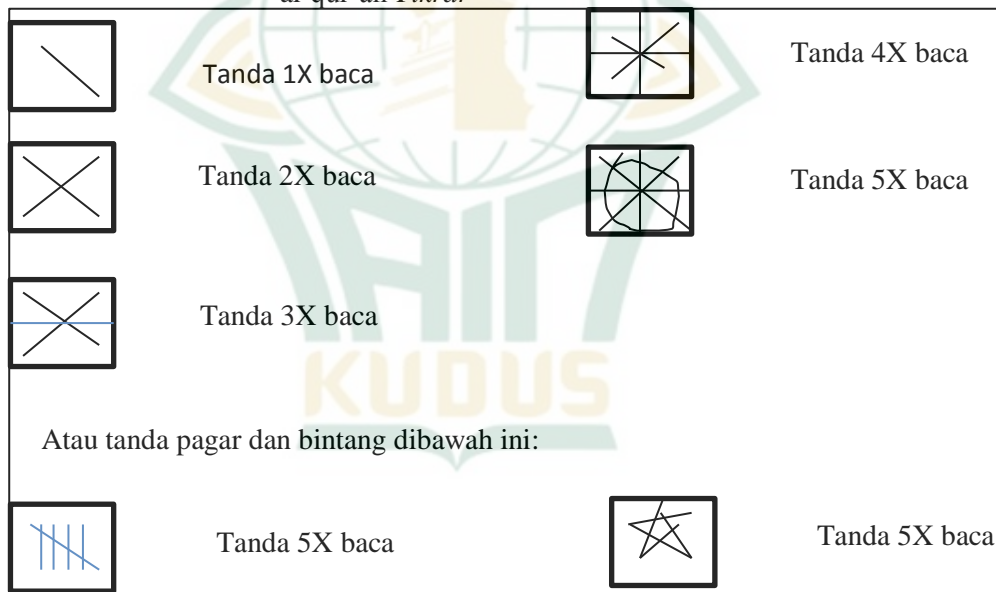 al-qur'an Tikrar
Tanda 1X baca
Tanda 4X baca
Tanda 2X baca
Tanda 5X baca
Tanda 3X baca
KUDUS
Atau tanda pagar dan bintang dibawah ini:
Tanda 5X baca
Tanda 5X baca